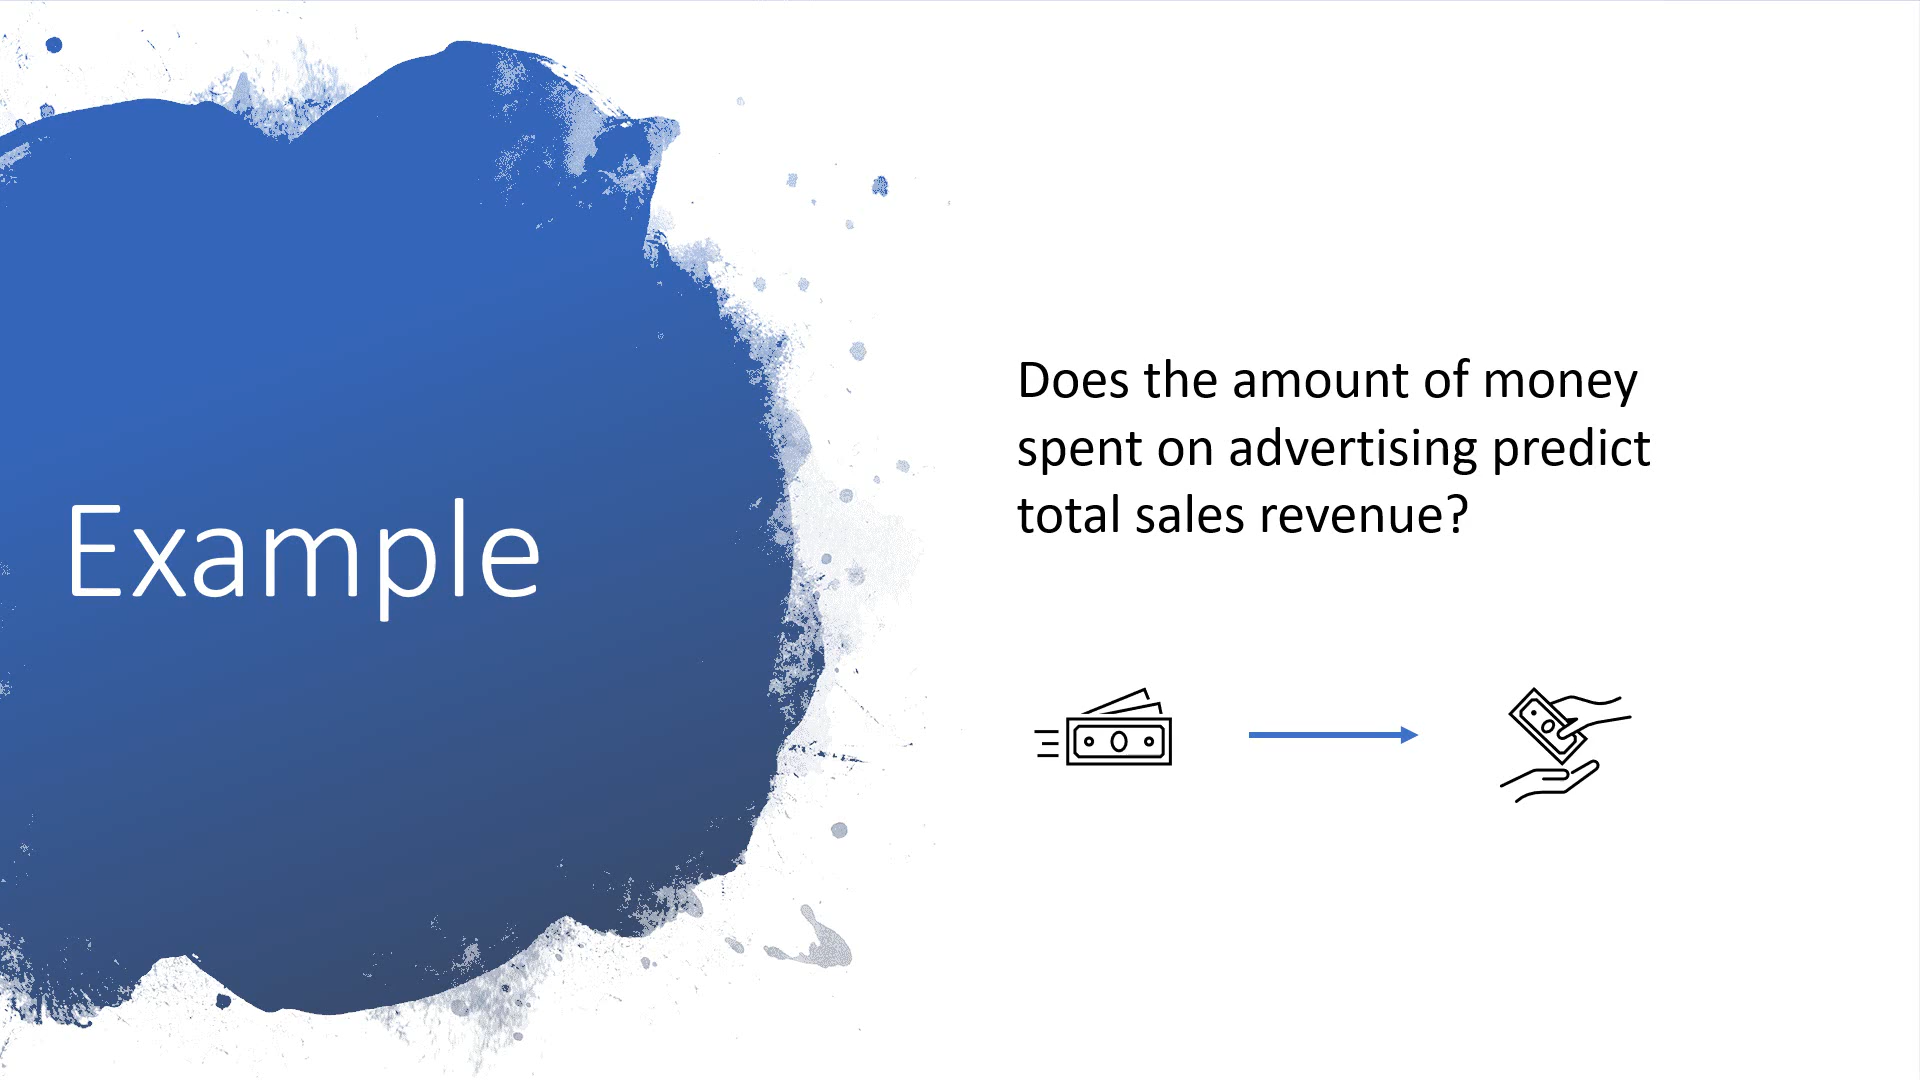 Example
Does the amount of money
spent on advertising predict
total sales revenue?